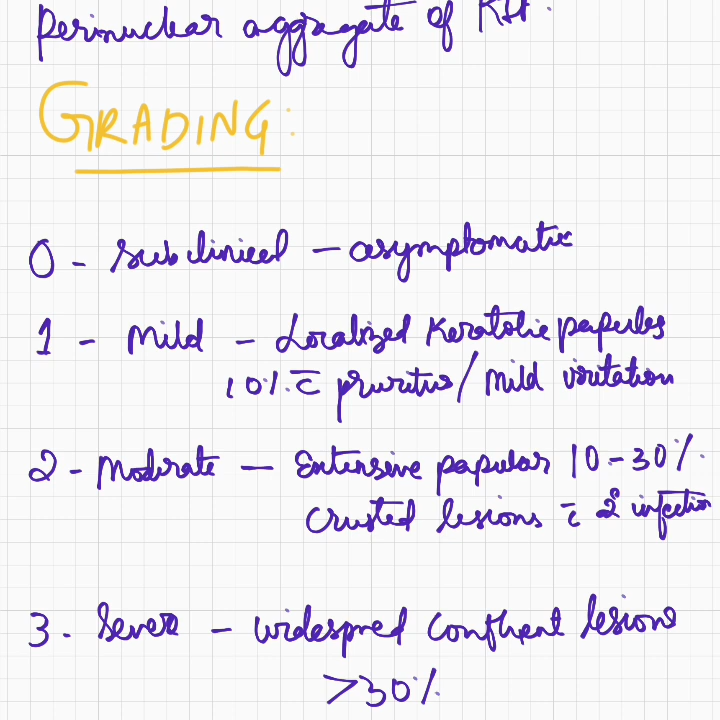 Perinuclear aggregate of
GRADING:
0 - Subclinical - asymptomatic
1 - Mild - Localized Keratotic papules
10% c̄ pruritus/Mild irritation
2 - Moderate - Extensive papular 10-30%
Crusted lesions c̄ 2° infection
3 - Severe - widespread confluent lesions
>30%